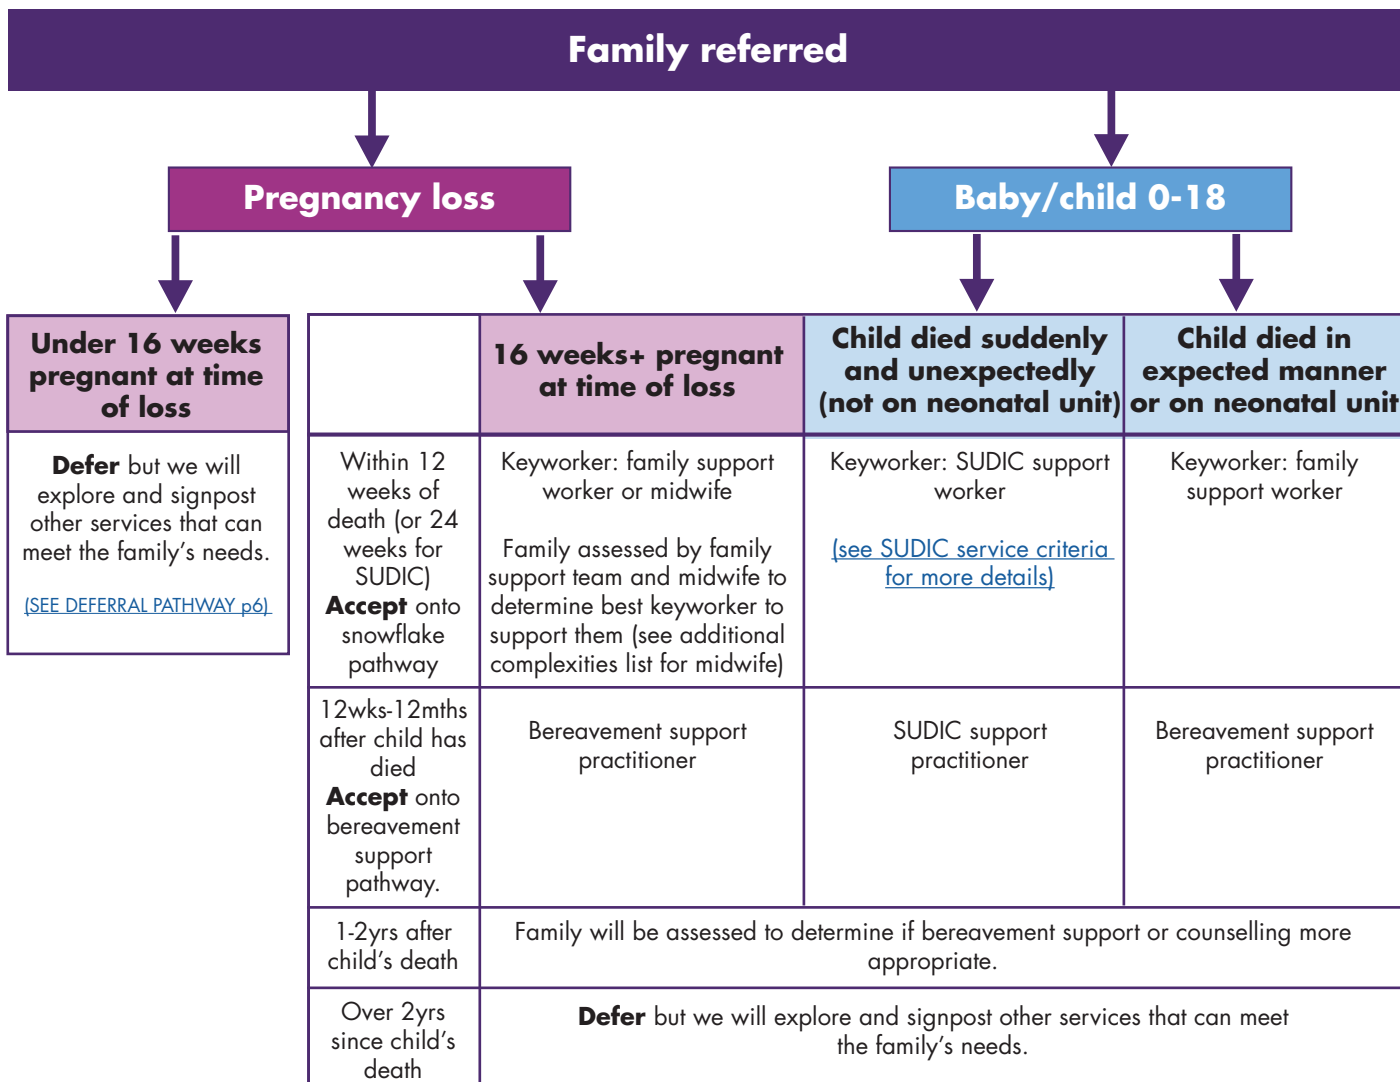 Family referred
Pregnancy loss
Baby/child 0-18
Under 16 weeks
pregnant at time
of loss
Defer but we will
explore and signpost
other services that can
meet the family's needs.
(SEE DEFERRAL PATHWAY p6)
16 weeks+ pregnant
at time of loss
Child died suddenly
and unexpectedly
(not on neonatal unit)
Child died in
expected manner
or on neonatal unit
Within 12
weeks of
death (or 24
weeks for
SUDIC)
Accept onto
snowflake
pathway
Keyworker: family support
worker or midwife
Family assessed by family
support team and midwife to
determine best keyworker to
support them (see additional
complexities list for midwife)
Keyworker: SUDIC support
worker
(see SUDIC service criteria
for more details)
Keyworker: family
support worker
12wks-12mths
after child has
died
Accept onto
bereavement
support
pathway.
Bereavement support
practitioner
SUDIC support
practitioner
Bereavement support
practitioner
1-2yrs after
child's death
Family will be assessed to determine if bereavement support or counselling more
appropriate.
Over 2yrs
since child's
death
Defer but we will explore and signpost other services that can meet
the family's needs.